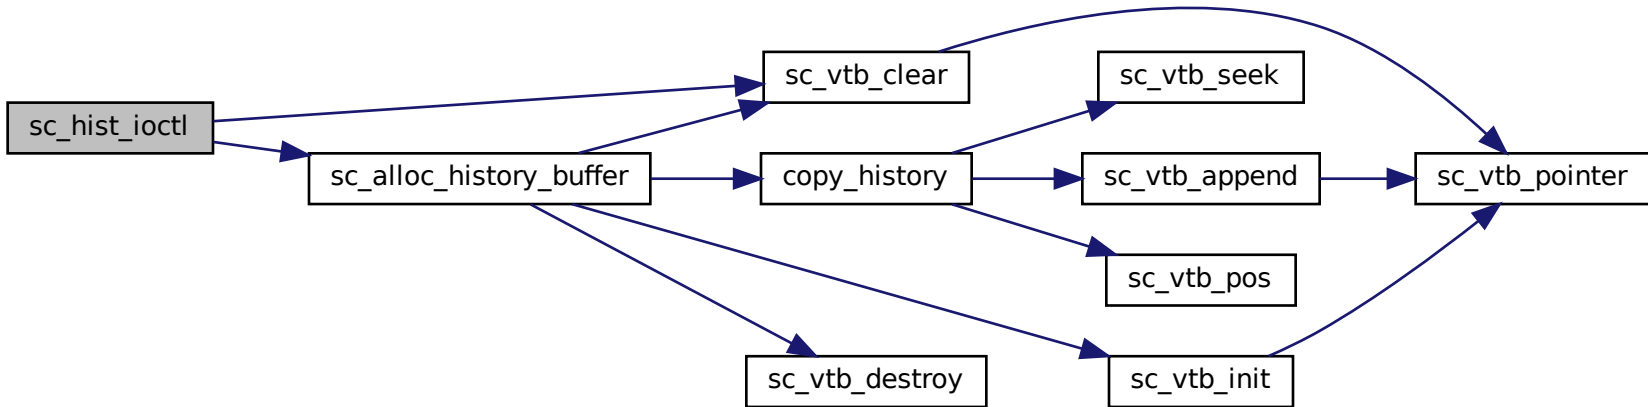 sc_hist_ioctl
sc_alloc_history_buffer
sc_vtb_clear
copy_history
sc_vtb_destroy
sc_vtb_seek
sc_vtb_append
sc_vtb_pos
sc_vtb_init
sc_vtb_pointer